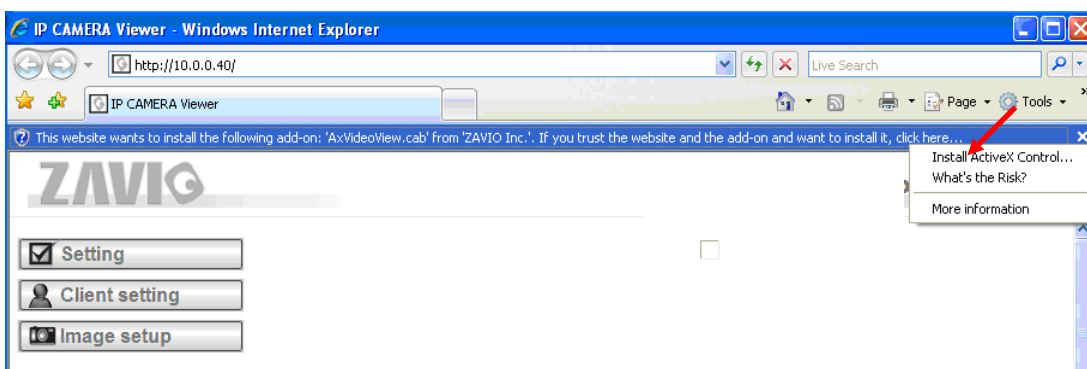 IP CAMERA Viewer - Windows Internet Explorer
http://10.0.0.40/
Live Search
IP CAMERA Viewer
Page
Tools
This website wants to install the following add-on: 'AxVideoView.cab' from 'ZAVIO Inc.'. If you trust the website and the add-on and want to install it, click here...
Install ActiveX Control...
What's the Risk?
More information
ZAVIO
Setting
Client setting
Image setup